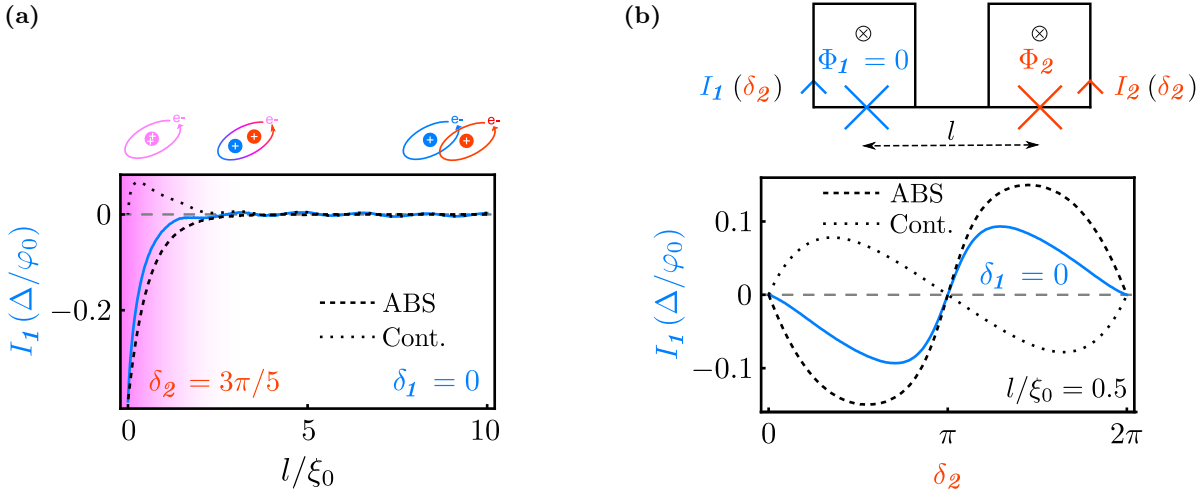 (a)
e-
e-
e- e-
+
+ +
+ +
0
−0.2
I1 (Δ/φ0)
ABS
Cont.
δ2 = 3π/5
δ1 = 0
0 5 10
l/ξ0
(b)
⊗ ⊗
Φ1 = 0
Φ2
I1 (δ2)
I2 (δ2)
l
ABS
Cont.
0.1
0
−0.1
I1 (Δ/φ0)
δ1 = 0
l/ξ0 = 0.5
0 π 2π
δ2